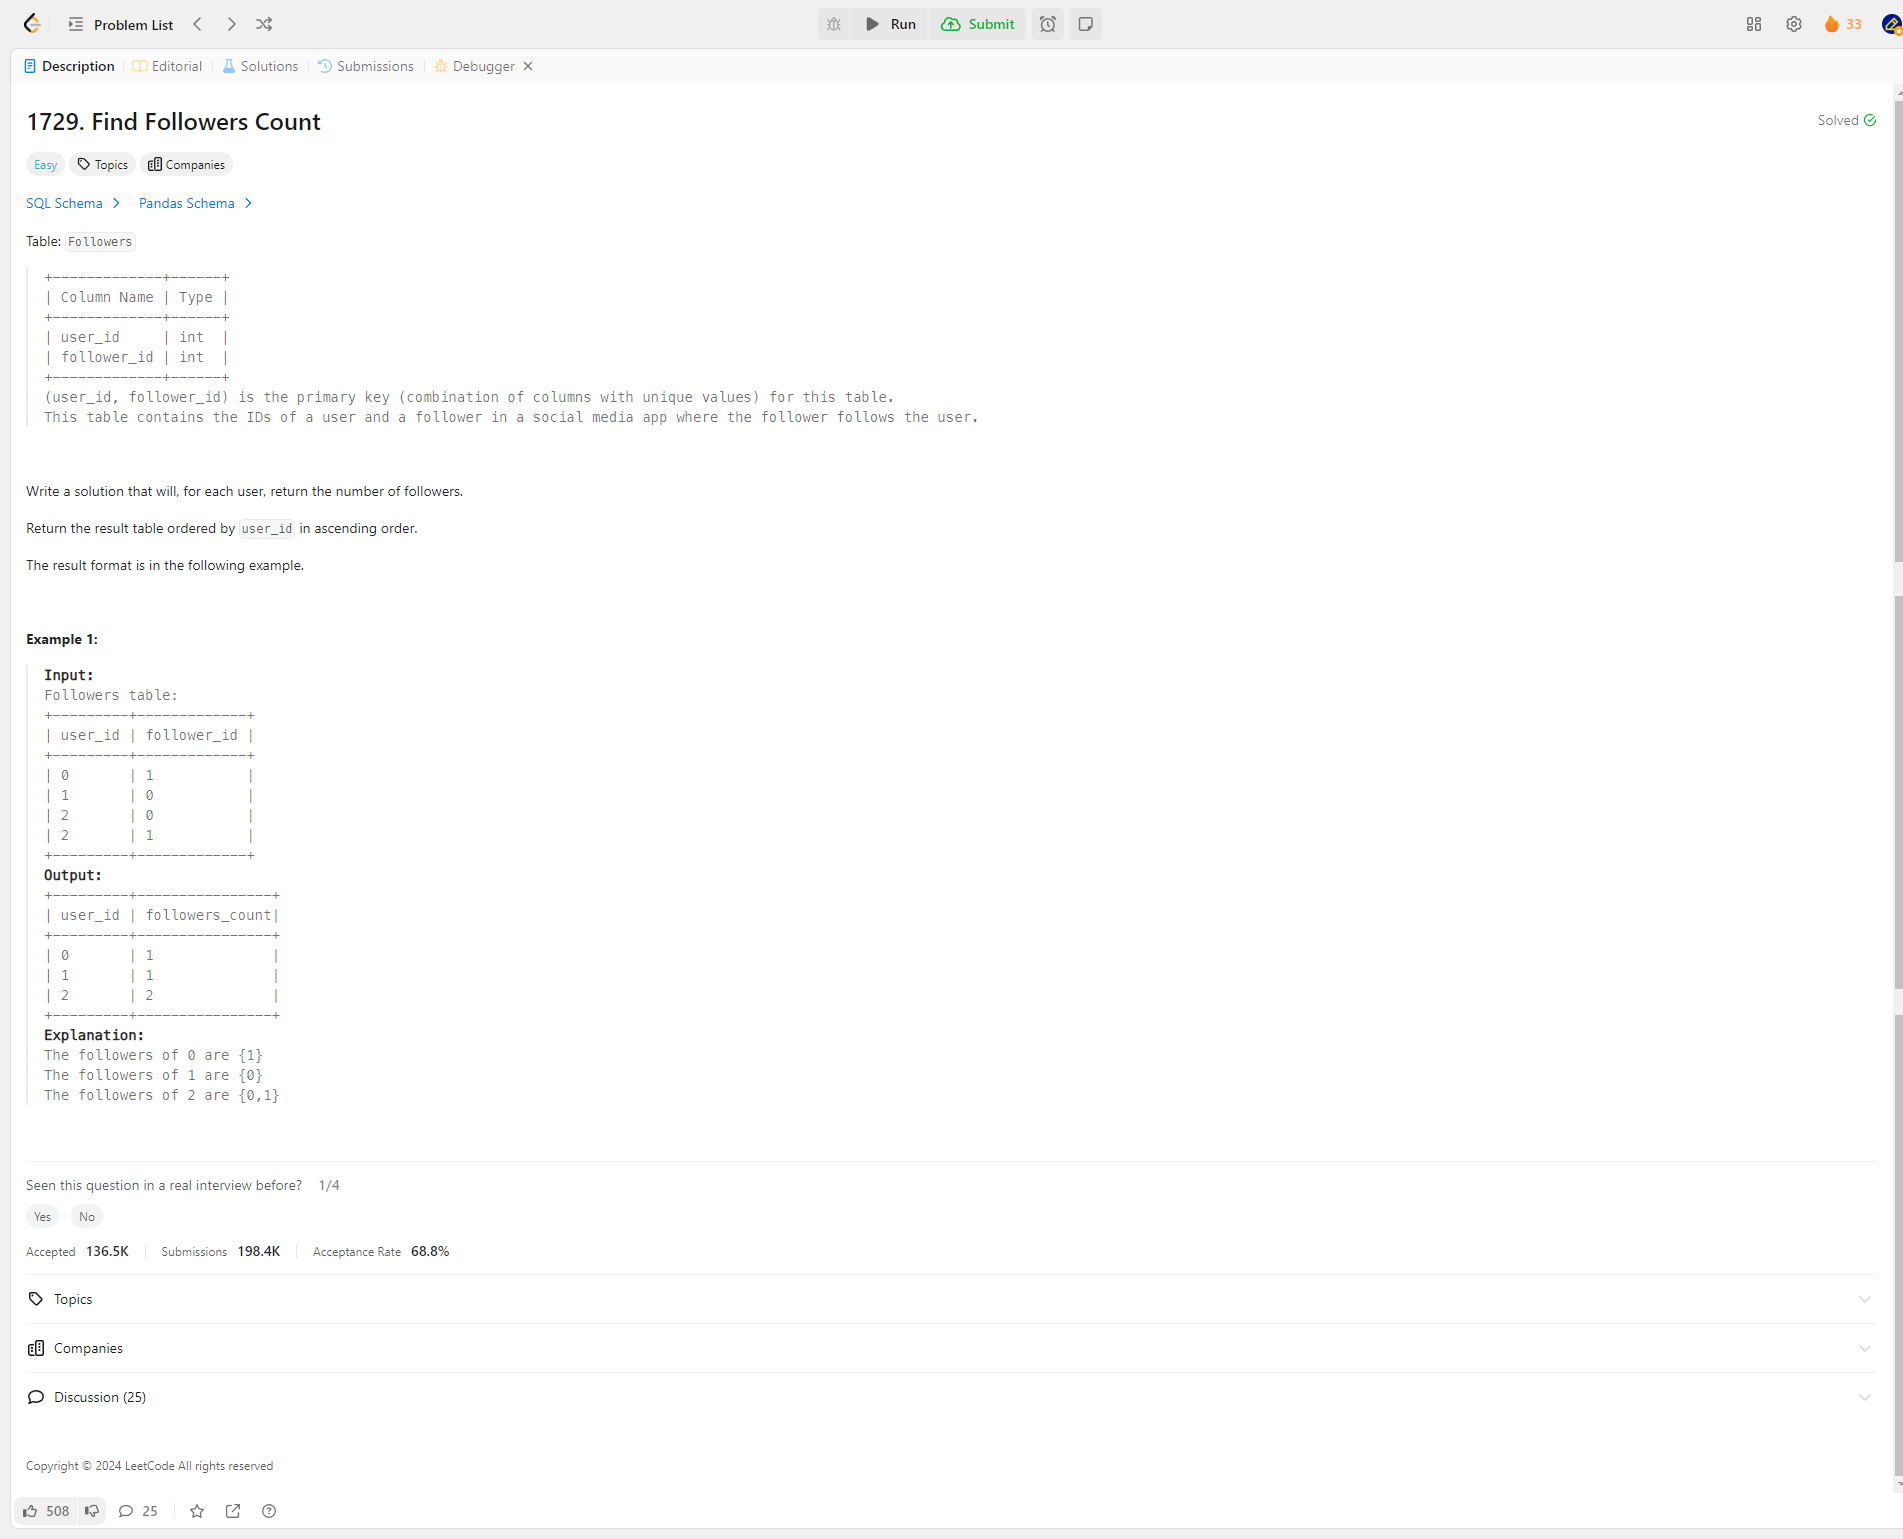 Problem List
Run
Submit
33
Description
Editorial
Solutions
Submissions
Debugger
1729. Find Followers Count
Solved
Easy
Topics
Companies
SQL Schema
Pandas Schema
Table: Followers
+-------------+------+
| Column Name | Type |
+-------------+------+
| user_id     | int  |
| follower_id | int  |
+-------------+------+
(user_id, follower_id) is the primary key (combination of columns with unique values) for this table.
This table contains the IDs of a user and a follower in a social media app where the follower follows the user.
Write a solution that will, for each user, return the number of followers.
Return the result table ordered by user_id in ascending order.
The result format is in the following example.
Example 1:
Input:
Followers table:
+---------+-------------+
| user_id | follower_id |
+---------+-------------+
| 0       | 1           |
| 1       | 0           |
| 2       | 0           |
| 2       | 1           |
+---------+-------------+
Output:
+---------+----------------+
| user_id | followers_count|
+---------+----------------+
| 0       | 1              |
| 1       | 1              |
| 2       | 2              |
+---------+----------------+
Explanation:
The followers of 0 are {1}
The followers of 1 are {0}
The followers of 2 are {0,1}
Seen this question in a real interview before? 1/4
Yes
No
Accepted 136.5K
Submissions 198.4K
Acceptance Rate 68.8%
Topics
Companies
Discussion (25)
Copyright © 2024 LeetCode All rights reserved
508
25